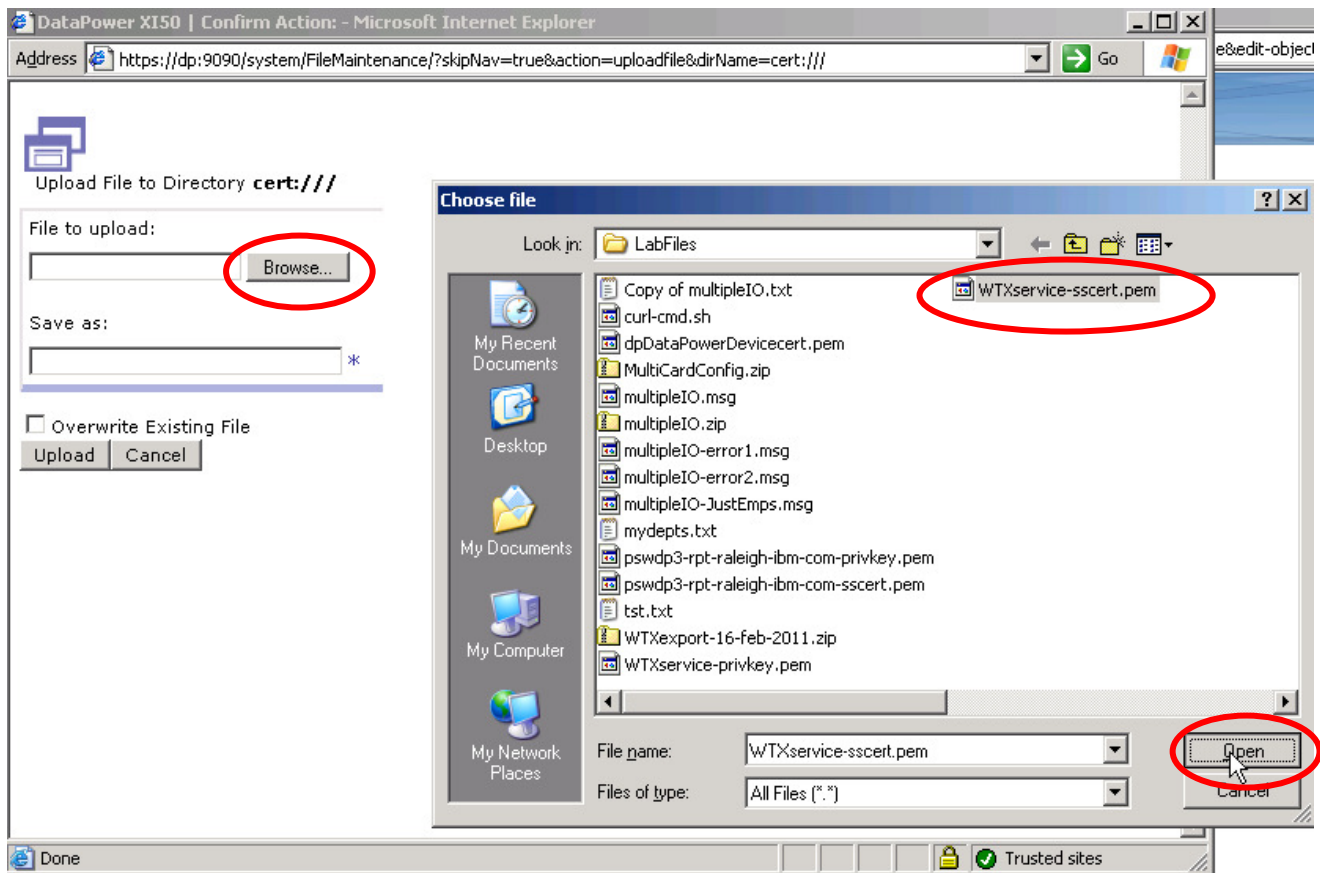 DataPower XI50 | Confirm Action: - Microsoft Internet Explorer
Address https://dp:9090/system/FileMaintenance/?skipNav=true&action=uploadfile&dirName=cert:/// Go
e&edit-object
Upload File to Directory cert:///
File to upload:
Browse...
Save as:
*
Overwrite Existing File
Upload Cancel
Choose file
Look in: LabFiles
My Recent Documents
Desktop
My Documents
My Computer
My Network Places
Copy of multipleIO.txt
curl-cmd.sh
dpDataPowerDevicecert.pem
MultiCardConfig.zip
multipleIO.msg
multipleIO.zip
multipleIO-error1.msg
multipleIO-error2.msg
multipleIO-JustEmps.msg
mydepts.txt
pswdp3-rpt-raleigh-ibm-com-privkey.pem
pswdp3-rpt-raleigh-ibm-com-sscert.pem
tst.txt
WTXexport-16-feb-2011.zip
WTXservice-privkey.pem
WTXservice-sscert.pem
File name: WTXservice-sscert.pem Open
Files of type: All Files (*.*) Cancel
Done Trusted sites